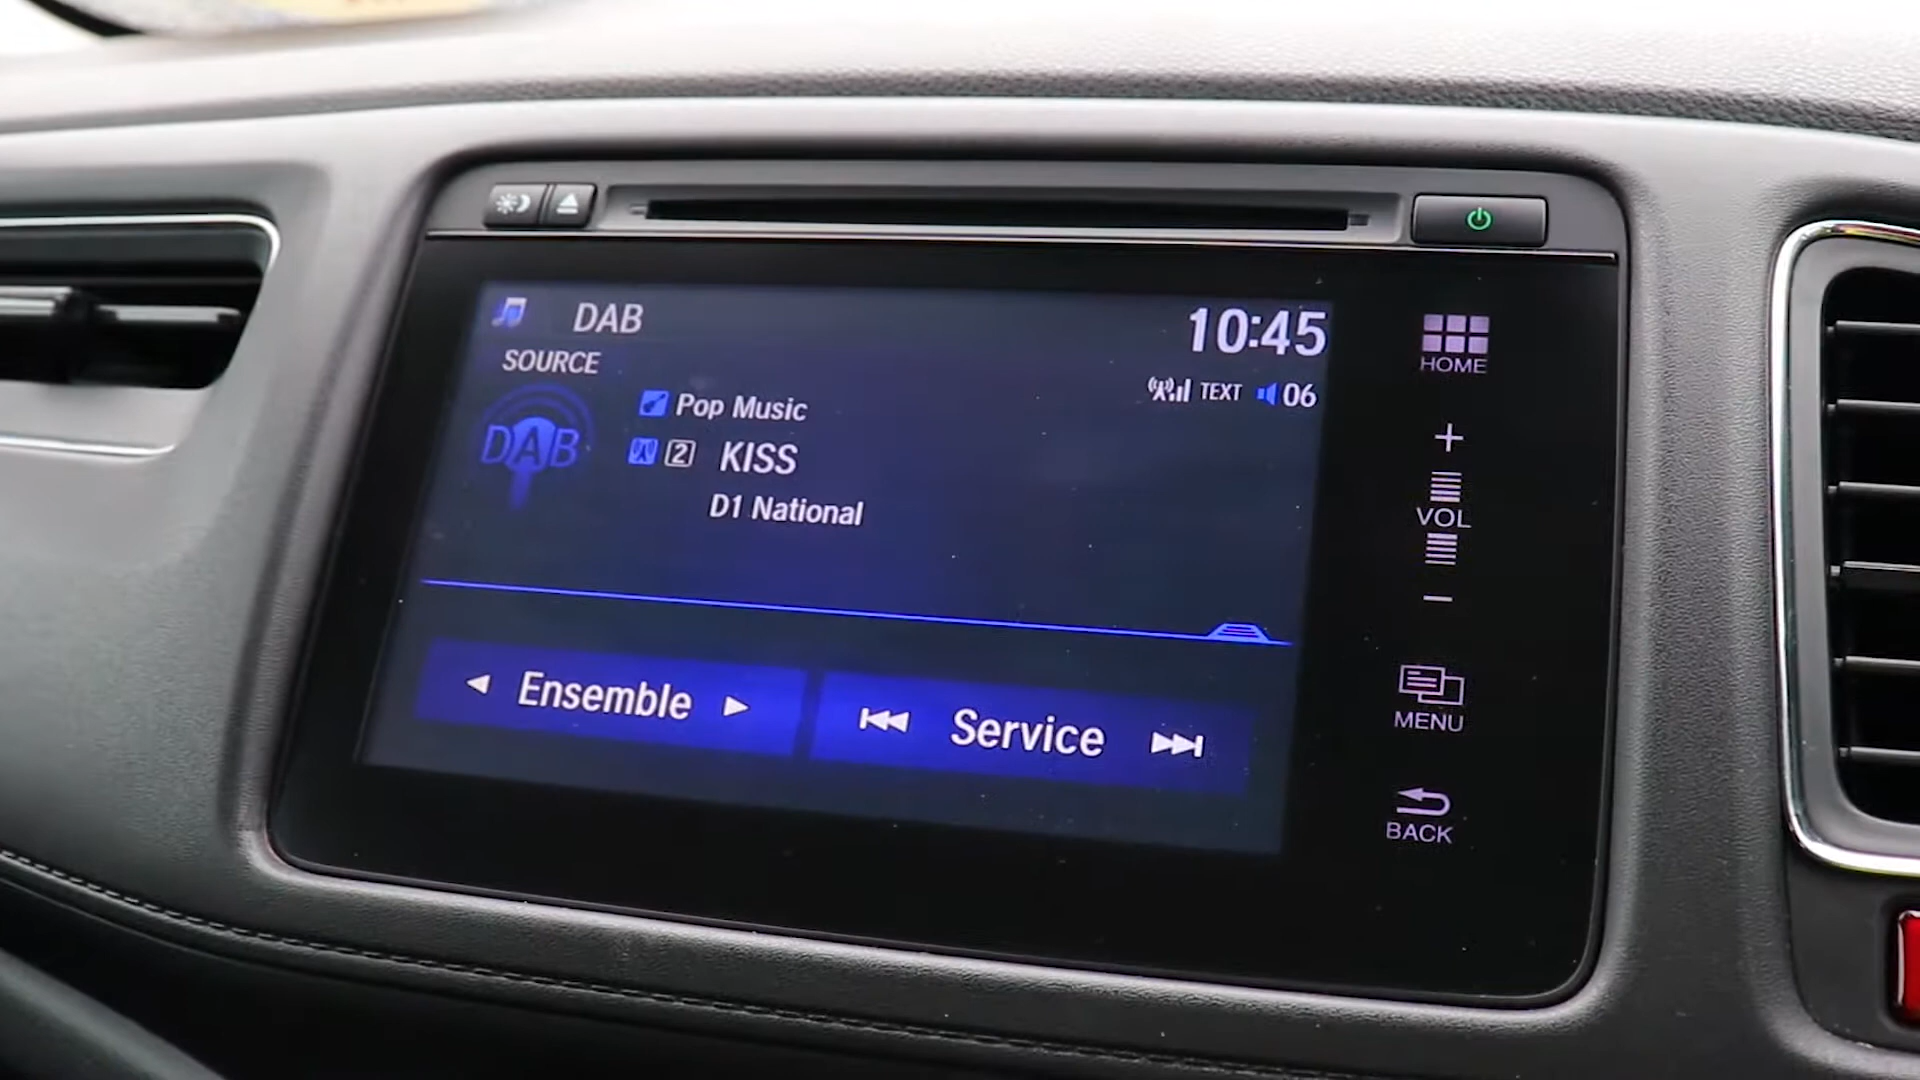 DAB
10:45
SOURCE
TEXT 06
DAB
Pop Music
2 KISS
D1 National
Ensemble
Service
HOME
+
VOL
−
MENU
BACK